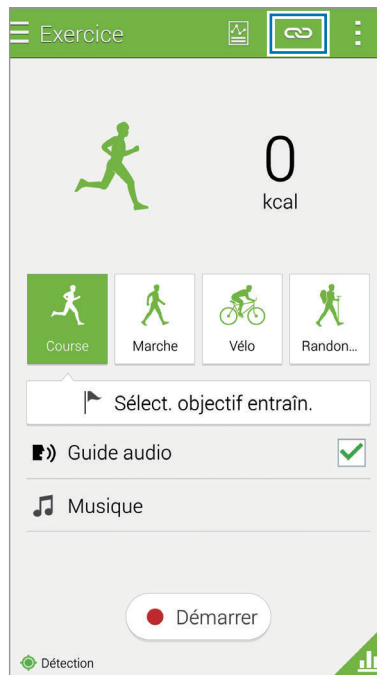 Exercice
0
kcal
Course
Marche
Vélo
Randon...
Sélect. objectif entraîn.
Guide audio
Musique
Démarrer
Détection